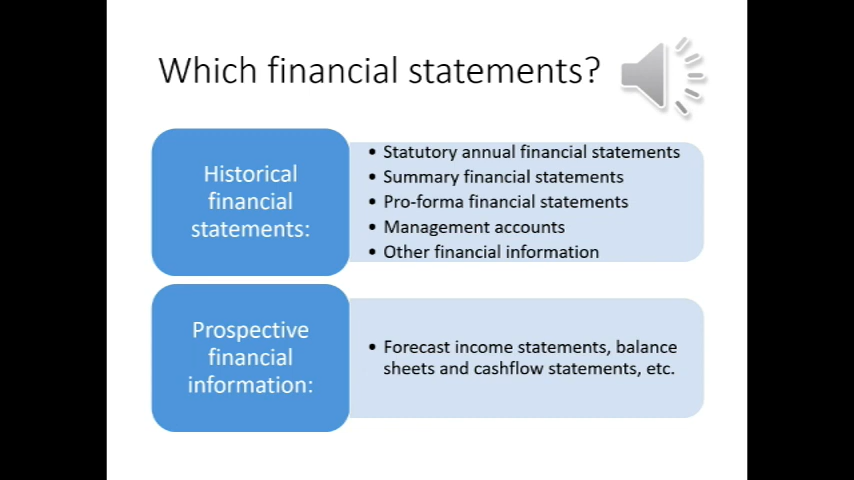 Which financial statements?
Historical
financial
statements:
• Statutory annual financial statements
• Summary financial statements
• Pro-forma financial statements
• Management accounts
• Other financial information
Prospective
financial
information:
• Forecast income statements, balance
sheets and cashflow statements, etc.